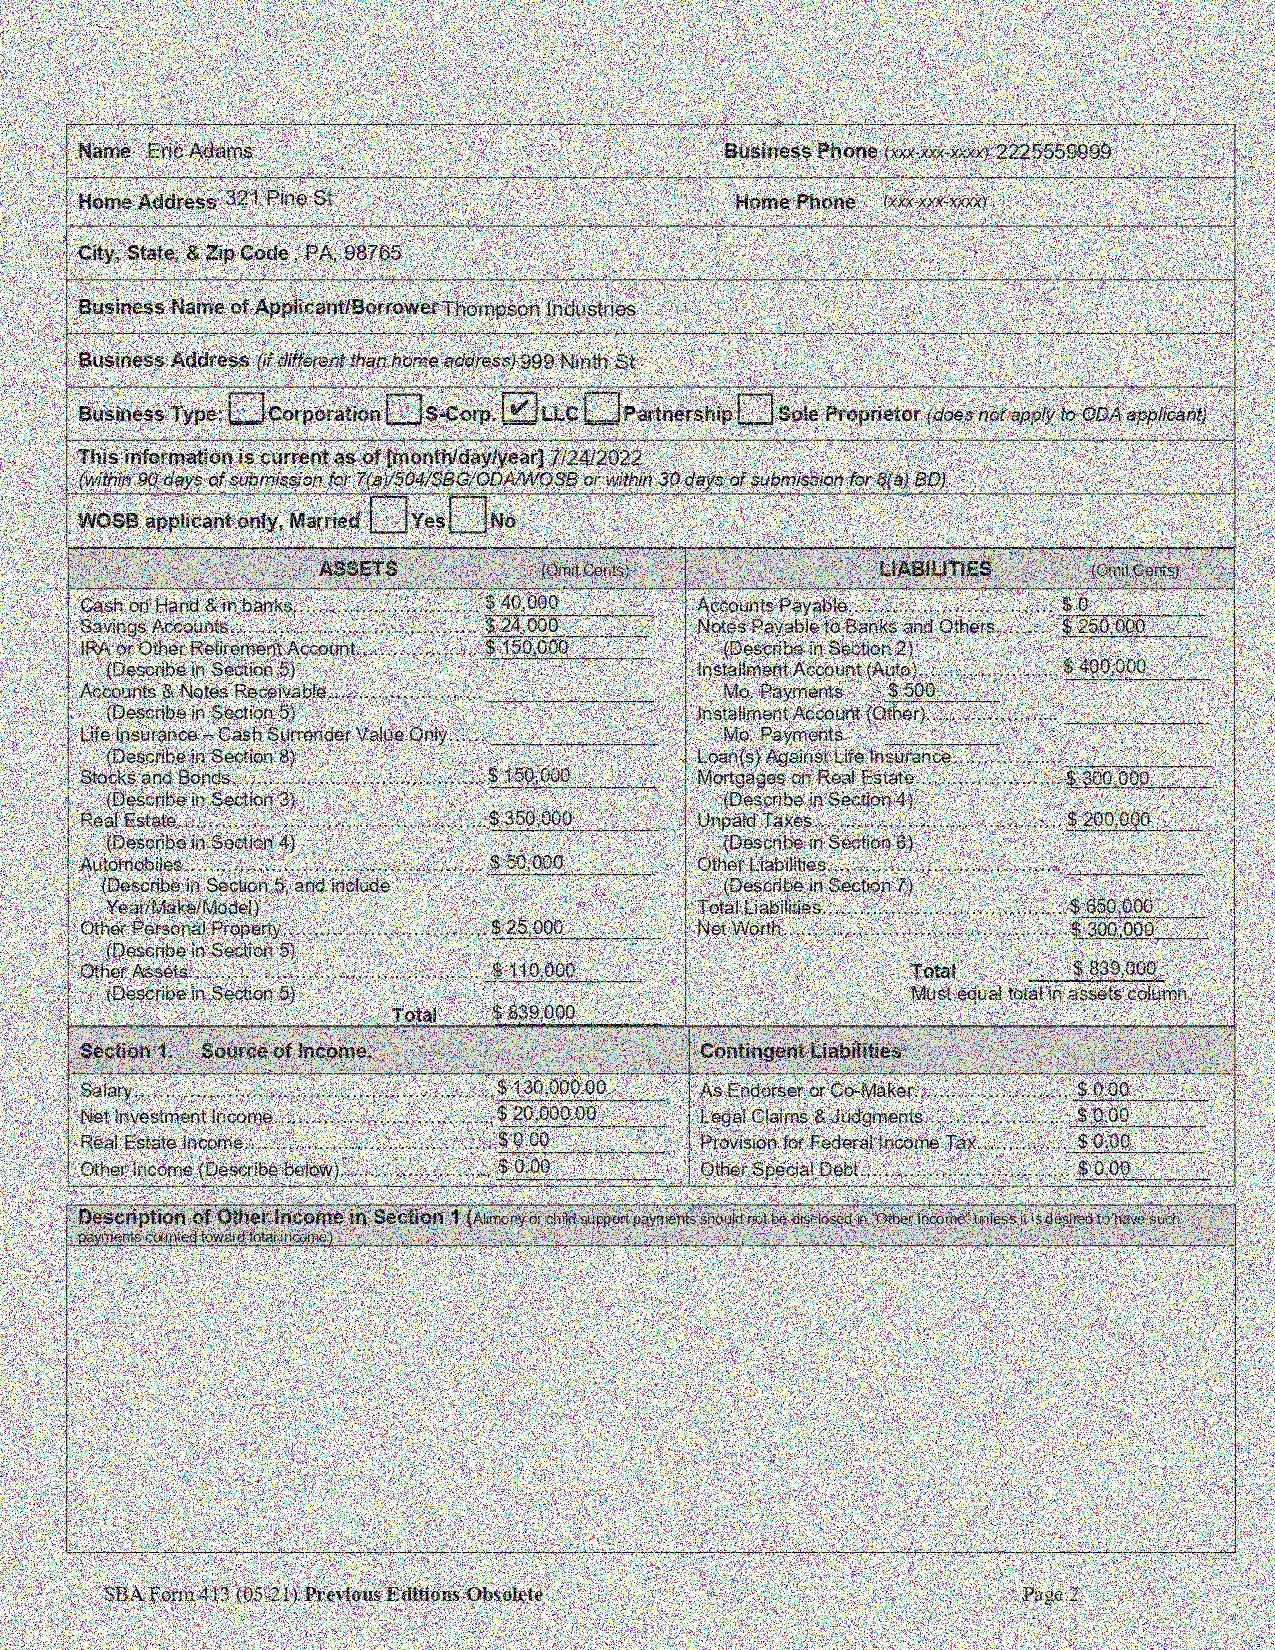 Name Eric Adams Business Phone (xxx-xxx-xxxx) 2225559999
Home Address 321 Pine St Home Phone (xxx-xxx-xxxx)
City, State, & Zip Code , PA, 98765
Business Name of Applicant/Borrower Thompson Industries
Business Address (if different than home address) 999 Ninth St
Business Type: Corporation S-Corp. ✔ LLC Partnership Sole Proprietor (does not apply to ODA applicant)
This information is current as of [month/day/year] 7/24/2022
(within 90 days of submission for 7(a)/504/SBG/ODA/WOSB or within 30 days of submission for 8(a) BD)
WOSB applicant only, Married Yes No
ASSETS (Omit Cents) LIABILITIES (Omit Cents)
Cash on Hand & in banks $ 40,000 Accounts Payable $ 0
Savings Accounts $ 24,000 Notes Payable to Banks and Others $ 250,000
IRA or Other Retirement Account $ 150,000 (Describe in Section 2)
(Describe in Section 5) Installment Account (Auto) $ 400,000
Accounts & Notes Receivable Mo. Payments $ 500
(Describe in Section 5) Installment Account (Other)
Life Insurance – Cash Surrender Value Only Mo. Payments
(Describe in Section 8) Loan(s) Against Life Insurance
Stocks and Bonds $ 150,000 Mortgages on Real Estate $ 300,000
(Describe in Section 3) (Describe in Section 4)
Real Estate $ 350,000 Unpaid Taxes $ 200,000
(Describe in Section 4) (Describe in Section 6)
Automobiles $ 50,000 Other Liabilities
(Describe in Section 5, and include (Describe in Section 7)
Year/Make/Model) Total Liabilities $ 650,000
Other Personal Property $ 25,000 Net Worth $ 300,000
(Describe in Section 5)
Other Assets $ 110,000 Total $ 839,000
(Describe in Section 5) Must equal total in assets column.
Total $ 839,000
Section 1. Source of Income. Contingent Liabilities
Salary $ 130,000.00 As Endorser or Co-Maker $ 0.00
Net Investment Income $ 20,000.00 Legal Claims & Judgments $ 0.00
Real Estate Income $ 0.00 Provision for Federal Income Tax $ 0.00
Other Income (Describe below) $ 0.00 Other Special Debt $ 0.00
Description of Other Income in Section 1 (Alimony or child support payments should not be disclosed in "Other Income" unless it is desired to have such
payments counted toward total income.)
SBA Form 413 (05-21) Previous Editions Obsolete Page 2